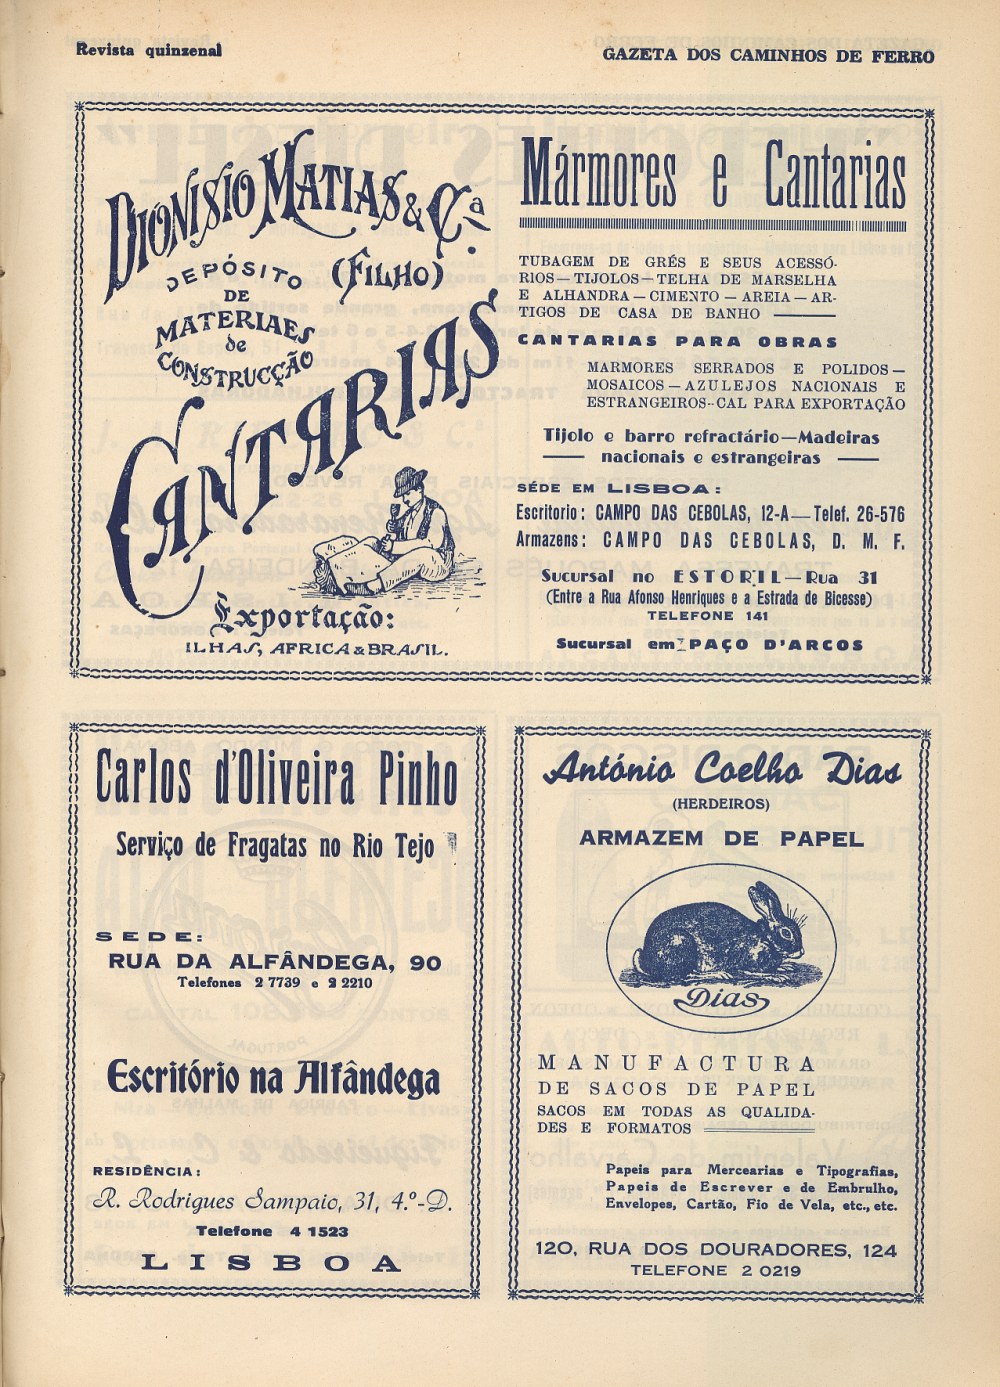 Revista quinzenal
GAZETA DOS CAMINHOS DE FERRO
DIONISIO MATIAS & C.ª
(FILHO)
DEPÓSITO
DE
MATERIAES
de
CONSTRUCÇÃO
CANTARIAS
Exportação:
ILHAS, AFRICA & BRASIL.
Mármores e Cantarias
TUBAGEM DE GRÉS E SEUS ACESSÓ-
RIOS — TIJOLOS — TELHA DE MARSELHA
E ALHANDRA — CIMENTO — AREIA — AR-
TIGOS DE CASA DE BANHO
CANTARIAS PARA OBRAS
MARMORES SERRADOS E POLIDOS —
MOSAICOS — AZULEJOS NACIONAIS E
ESTRANGEIROS--CAL PARA EXPORTAÇÃO
Tijolo e barro refractário—Madeiras
nacionais e estrangeiras
SÉDE EM LISBOA:
Escritorio: CAMPO DAS CEBOLAS, 12-A — Telef. 26-576
Armazens: CAMPO DAS CEBOLAS, D. M. F.
Sucursal no ESTORIL — Rua 31
(Entre a Rua Afonso Henriques e a Estrada de Bicesse)
TELEFONE 141
Sucursal em PAÇO D'ARCOS
Carlos d'Oliveira Pinho
Serviço de Fragatas no Rio Tejo
SEDE:
RUA DA ALFÂNDEGA, 90
Telefones 2 7739 e 2 2210
Escritório na Alfândega
RESIDÊNCIA:
R. Rodrigues Sampaio, 31, 4.º-D.
Telefone 4 1523
LISBOA
António Coelho Dias
(HERDEIROS)
ARMAZEM DE PAPEL
Dias
MANUFACTURA
DE SACOS DE PAPEL
SACOS EM TODAS AS QUALIDA-
DES E FORMATOS
Papeis para Mercearias e Tipografias,
Papeis de Escrever e de Embrulho,
Envelopes, Cartão, Fio de Vela, etc., etc.
120, RUA DOS DOURADORES, 124
TELEFONE 2 0219